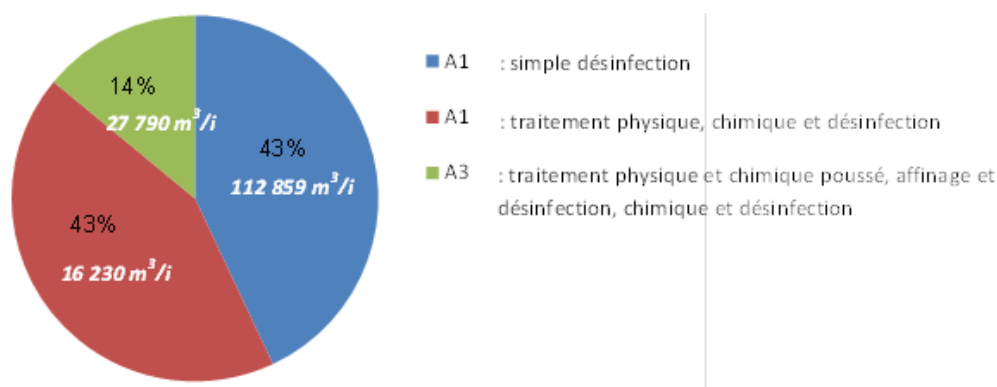 14%
27 790 m³/i
43%
112 859 m³/i
43%
16 230 m³/i
A1 : simple désinfection
A1 : traitement physique, chimique et désinfection
A3 : traitement physique et chimique poussé, affinage et
désinfection, chimique et désinfection